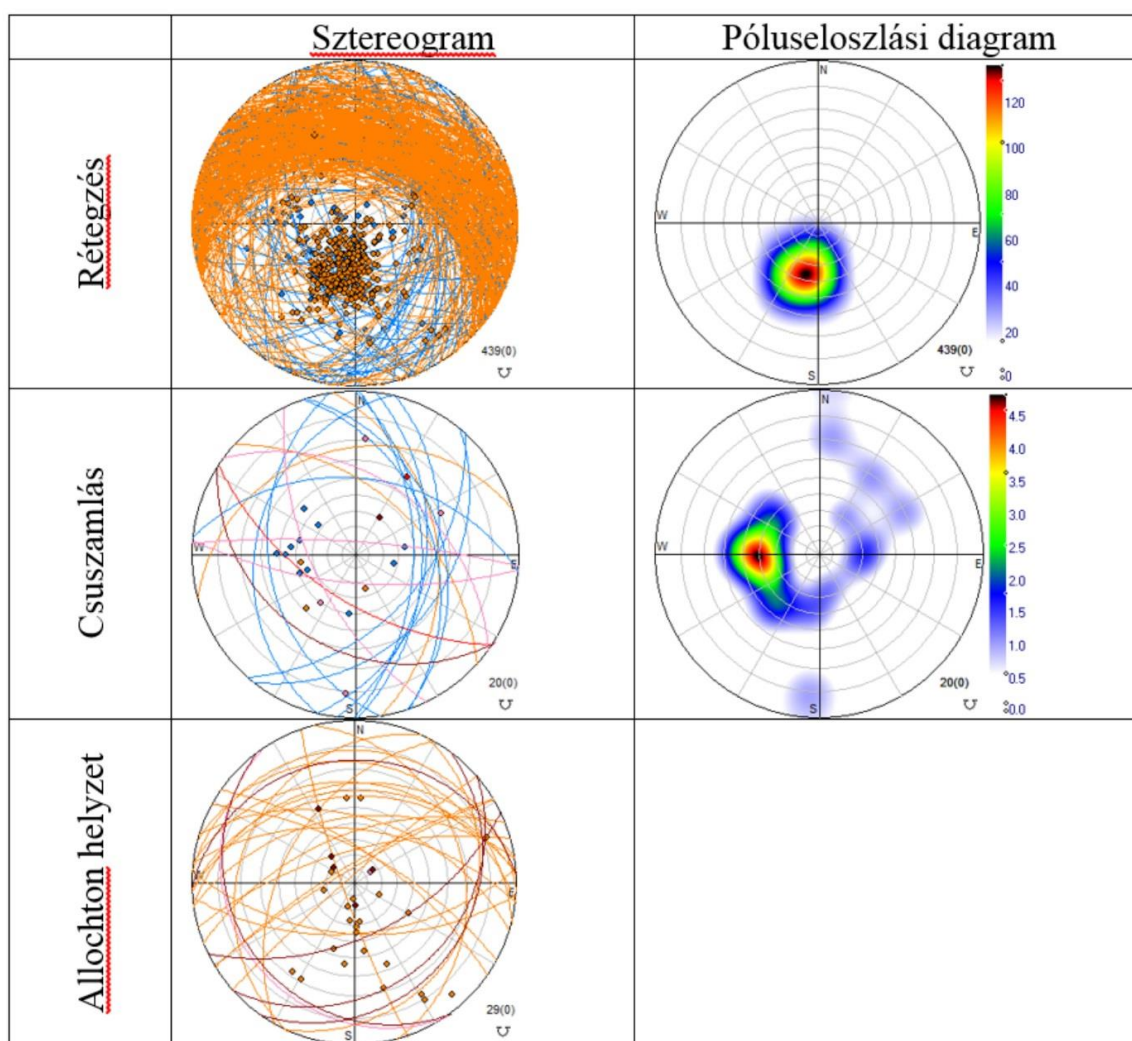 Sztereogram
Póluseloszlási diagram
Rétegzés
439(0)
N
W
E
S
120
100
80
60
40
20
0
439(0)
Csuszamlás
N
W
E
S
20(0)
N
W
E
S
4.5
4.0
3.5
3.0
2.5
2.0
1.5
1.0
0.5
0.0
20(0)
Allochton helyzet
N
W
E
S
29(0)